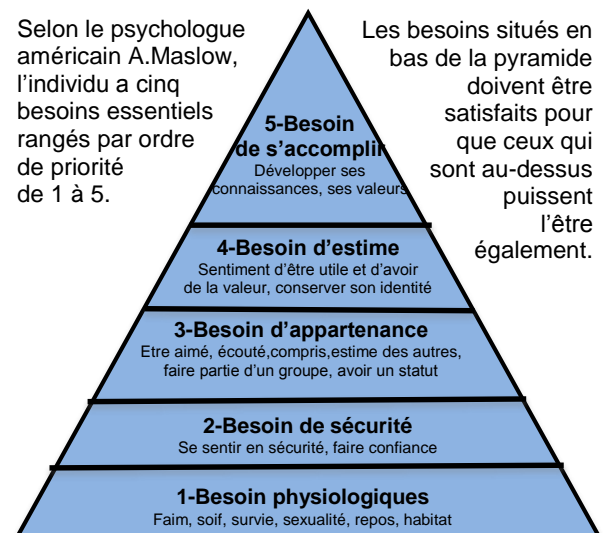 Selon le psychologue
américain A.Maslow,
l'individu a cinq
besoins essentiels
rangés par ordre
de priorité
de 1 à 5.
Les besoins situés en
bas de la pyramide
doivent être
satisfaits pour
que ceux qui
sont au-dessus
puissent
l'être
également.
5-Besoin
de s'accomplir
Développer ses
connaissances, ses valeurs
4-Besoin d'estime
Sentiment d'être utile et d'avoir
de la valeur, conserver son identité
3-Besoin d'appartenance
Etre aimé, écouté,compris,estime des autres,
faire partie d'un groupe, avoir un statut
2-Besoin de sécurité
Se sentir en sécurité, faire confiance
1-Besoin physiologiques
Faim, soif, survie, sexualité, repos, habitat